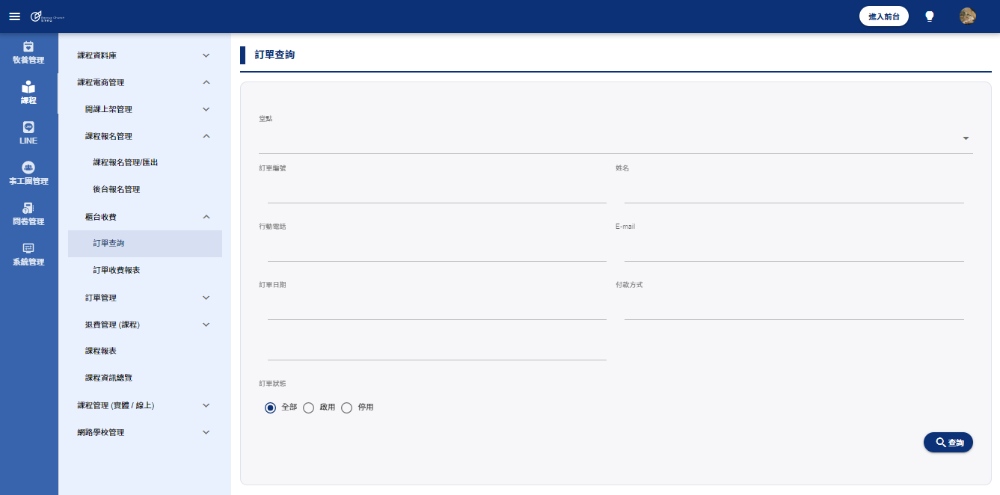 進入前台
牧養管理
課程
LINE
事工團管理
問卷管理
系統管理
課程資料庫
課程電商管理
開課上架管理
課程報名管理
課程報名管理/匯出
後台報名管理
櫃台收費
訂單查詢
訂單收費報表
訂單管理
退費管理 (課程)
課程報表
課程資訊總覽
課程管理 (實體 / 線上)
網路學校管理
訂單查詢
堂點
訂單編號
姓名
行動電話
E-mail
訂單日期
付款方式
訂單狀態
全部 啟用 停用
查詢